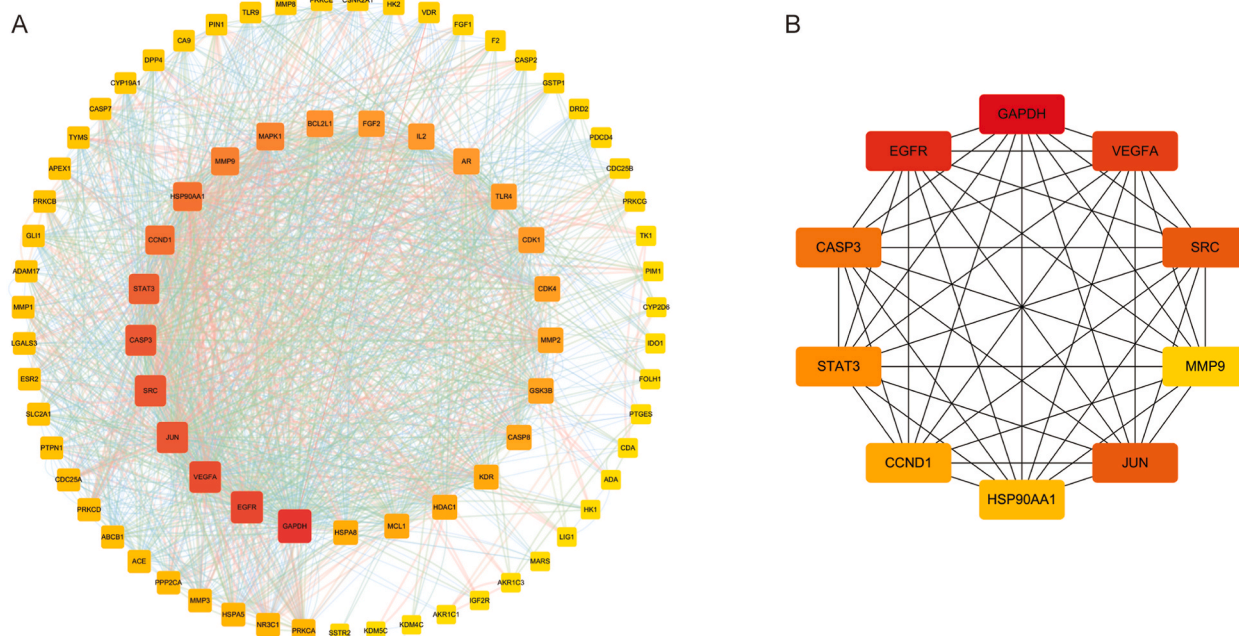 A
MMP8
PRKCE
CSNK2A1
HK2
VDR
FGF1
F2
CASP2
GSTP1
DRD2
PDCD4
CDC25B
PRKCG
TK1
PIM1
CYP2D6
IDO1
FOLH1
PTGES
CDA
ADA
HK1
LIG1
MARS
AKR1C3
IGF2R
AKR1C1
KDM4C
KDM5C
SSTR2
PRKCA
NR3C1
HSPA5
MMP3
PPP2CA
ACE
ABCB1
PRKCD
CDC25A
PTPN1
SLC2A1
ESR2
LGALS3
MMP1
ADAM17
GLI1
PRKCB
APEX1
TYMS
CASP7
CYP19A1
DPP4
CA9
PIN1
TLR9
BCL2L1
FGF2
IL2
AR
TLR4
CDK1
CDK4
MMP2
GSK3B
CASP8
KDR
HDAC1
MCL1
HSPA8
GAPDH
EGFR
VEGFA
JUN
SRC
CASP3
STAT3
CCND1
HSP90AA1
MMP9
MAPK1
B
GAPDH
EGFR
VEGFA
CASP3
SRC
STAT3
MMP9
CCND1
JUN
HSP90AA1